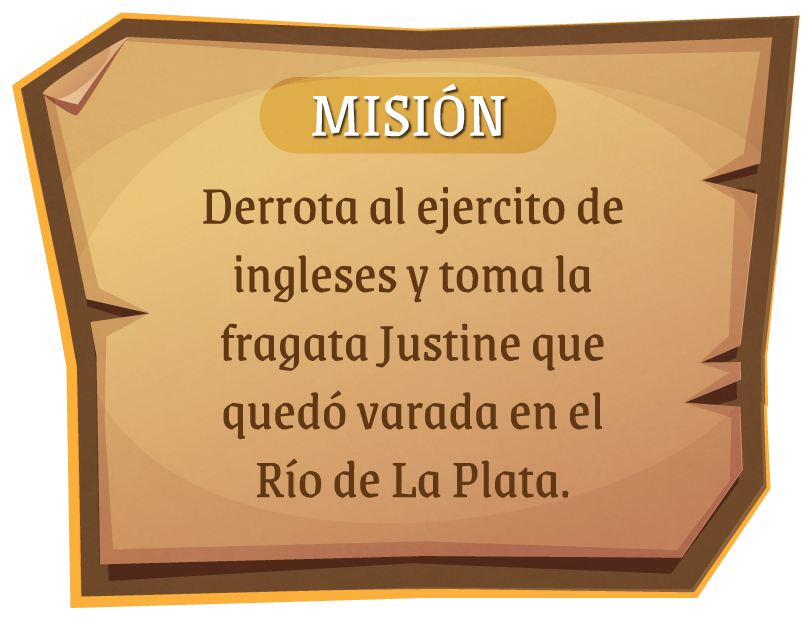 MISIÓN
Derrota al ejercito de
ingleses y toma la
fragata Justine que
quedó varada en el
Río de La Plata.